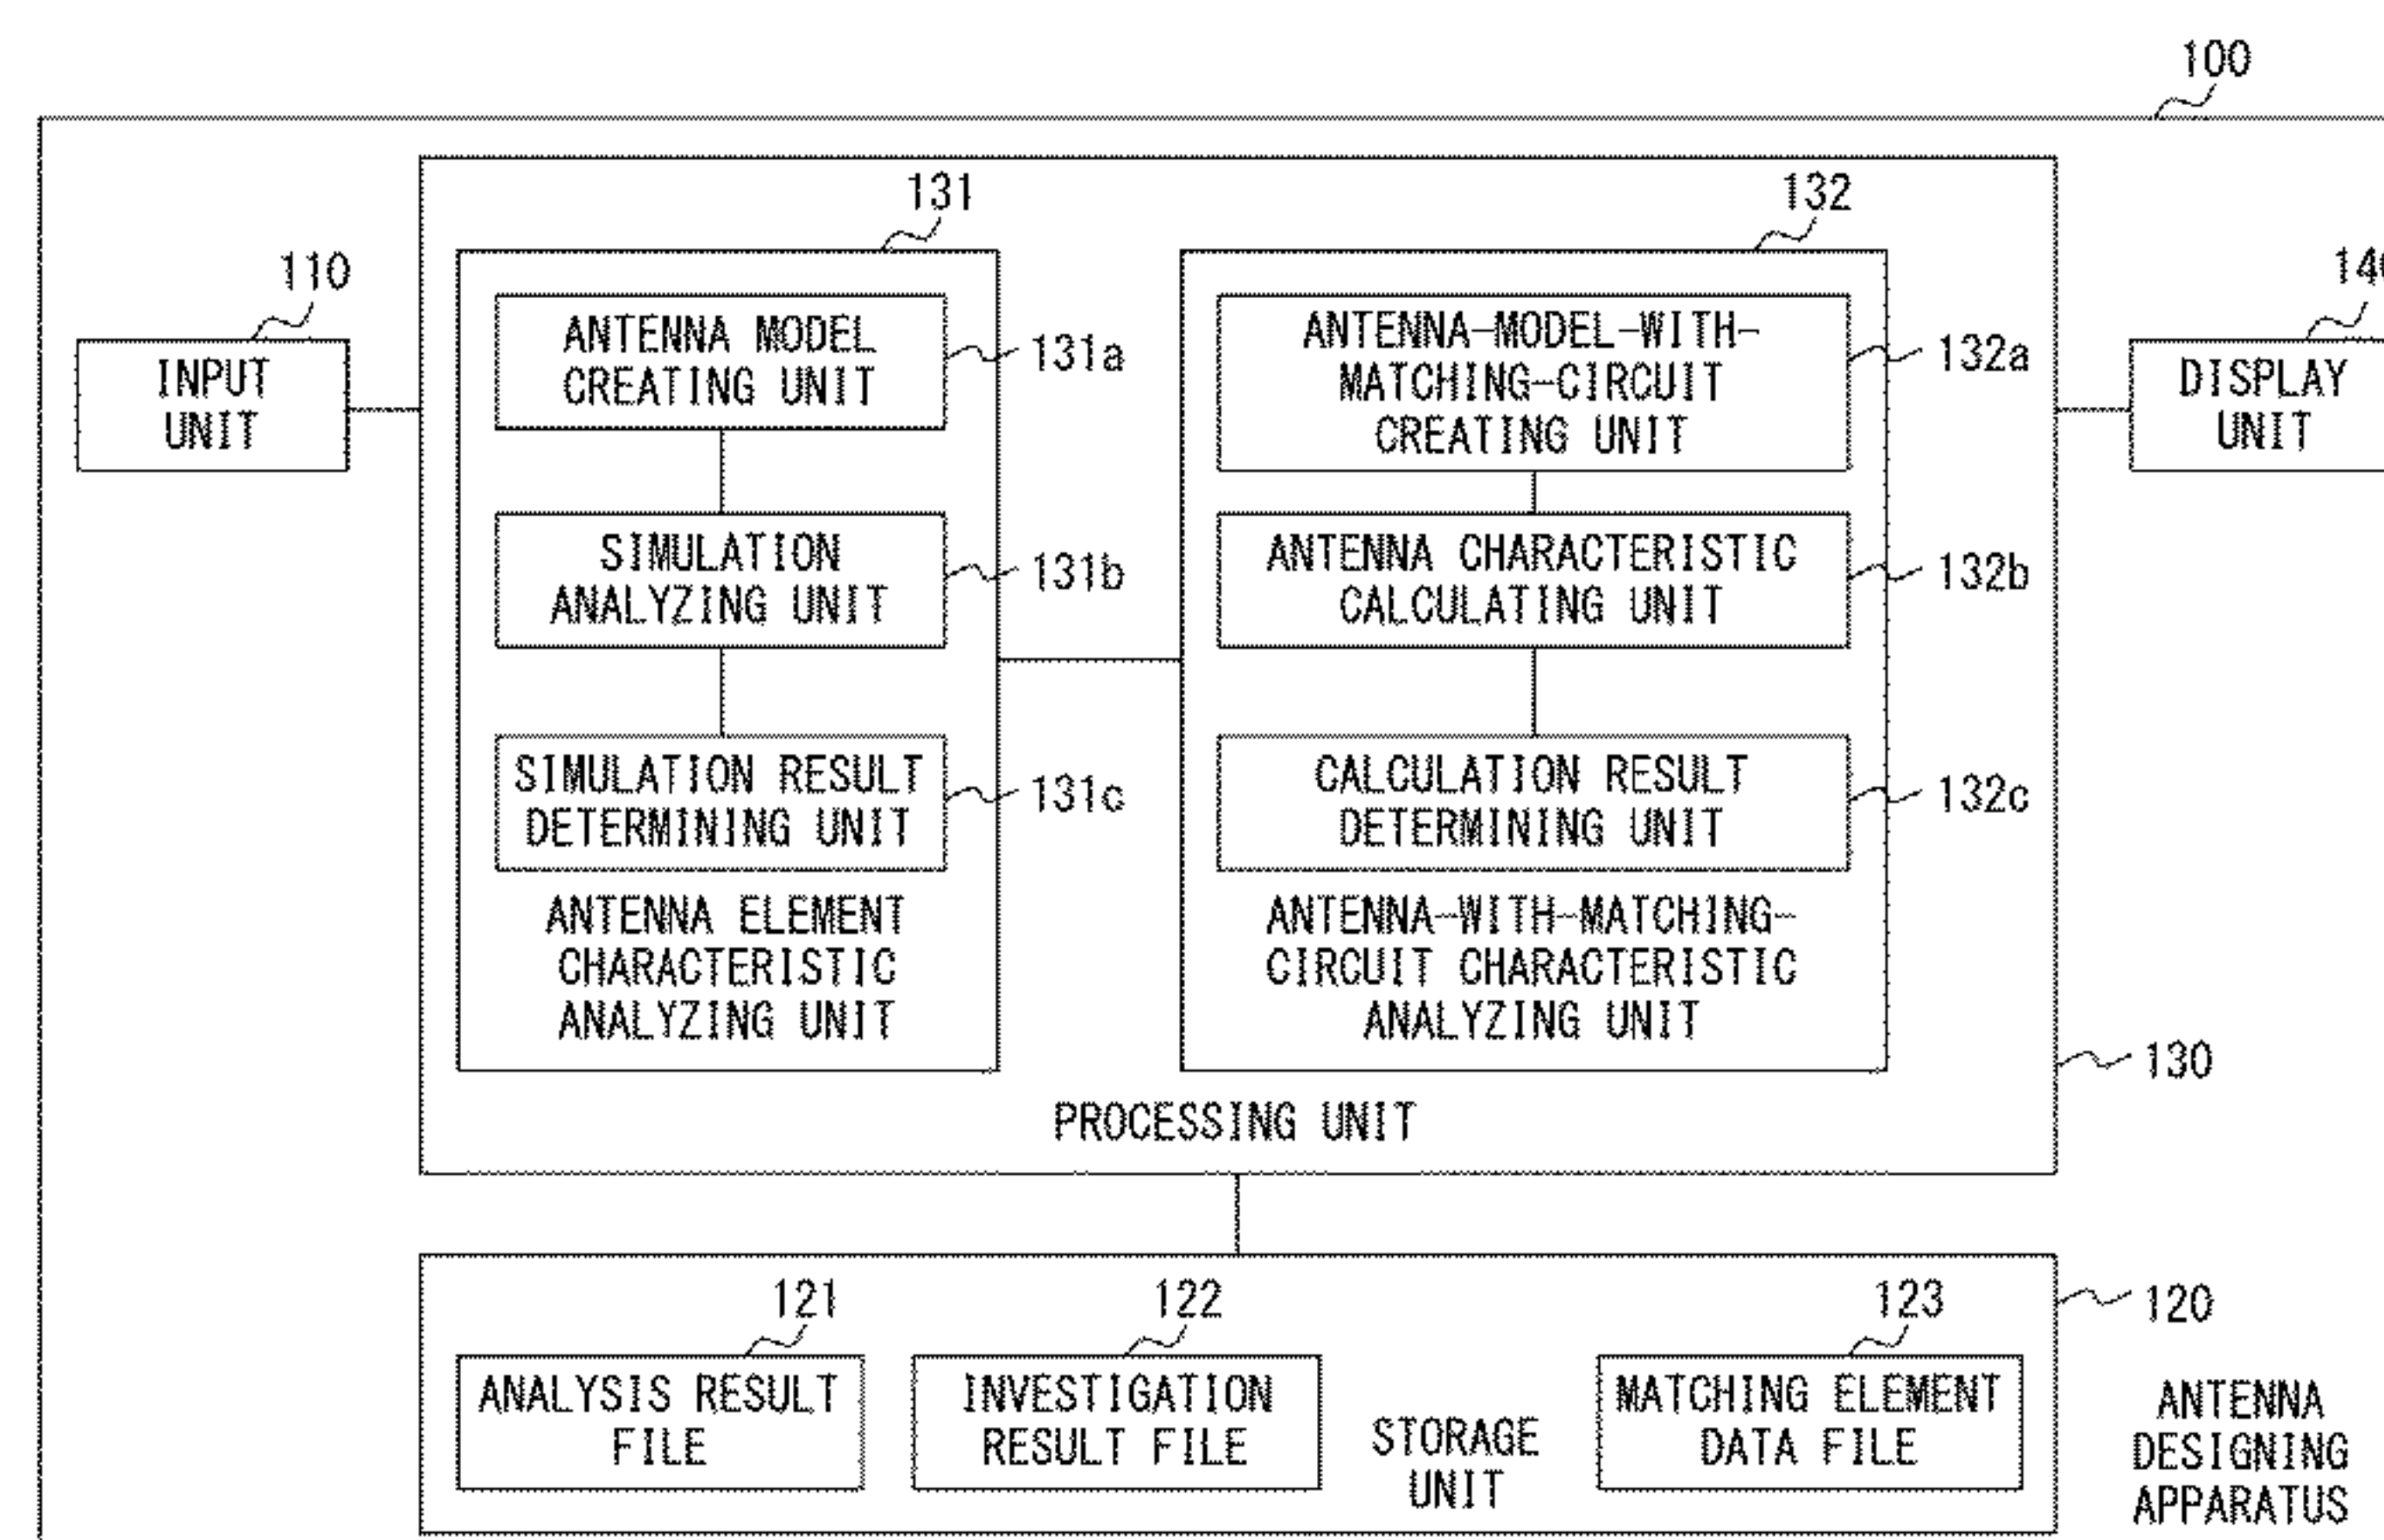 100
131
132
110
INPUT
UNIT
ANTENNA MODEL
CREATING UNIT
131a
SIMULATION
ANALYZING UNIT
131b
SIMULATION RESULT
DETERMINING UNIT
131c
ANTENNA ELEMENT
CHARACTERISTIC
ANALYZING UNIT
ANTENNA-MODEL-WITH-
MATCHING-CIRCUIT
CREATING UNIT
132a
ANTENNA CHARACTERISTIC
CALCULATING UNIT
132b
CALCULATION RESULT
DETERMINING UNIT
132c
ANTENNA-WITH-MATCHING-
CIRCUIT CHARACTERISTIC
ANALYZING UNIT
DISPLAY
UNIT
130
PROCESSING UNIT
121
ANALYSIS RESULT
FILE
122
INVESTIGATION
RESULT FILE
STORAGE
UNIT
123
MATCHING ELEMENT
DATA FILE
120
ANTENNA
DESIGNING
APPARATUS